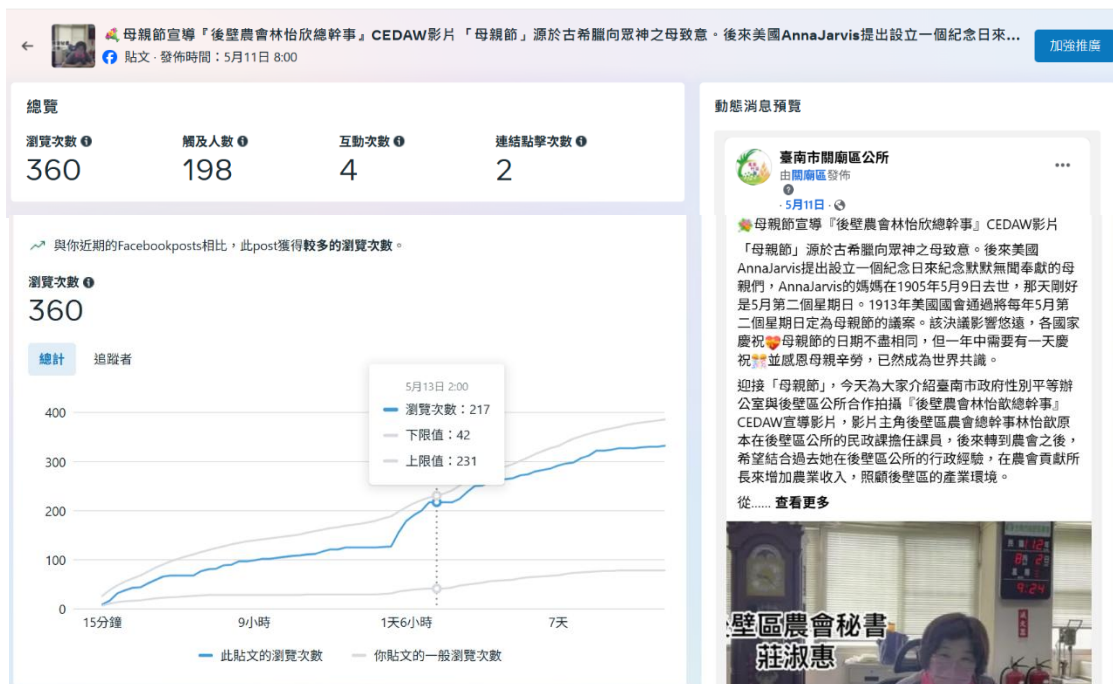 母親節宣導『後壁農會林怡欣總幹事』CEDAW影片「母親節」源於古希臘向眾神之母致意。後來美國AnnaJarvis提出設立一個紀念日來...
貼文 · 發佈時間：5月11日 8:00
加強推廣
總覽
瀏覽次數 觸及人數 互動次數 連結點擊次數
360 198 4 2
與你近期的Facebookposts相比，此post獲得較多的瀏覽次數。
瀏覽次數
360
總計 追蹤者
5月13日 2:00
瀏覽次數：217
下限值：42
上限值：231
400
300
200
100
0
15分鐘 9小時 1天6小時 7天
此貼文的瀏覽次數 你貼文的一般瀏覽次數
動態消息預覽
臺南市關廟區公所
由關廟區發佈
· 5月11日 ·
母親節宣導『後壁農會林怡欣總幹事』CEDAW影片
「母親節」源於古希臘向眾神之母致意。後來美國
AnnaJarvis提出設立一個紀念日來紀念默默無聞奉獻的母
親們，AnnaJarvis的媽媽在1905年5月9日去世，那天剛好
是5月第二個星期日。1913年美國國會通過將每年5月第
二個星期日定為母親節的議案。該決議影響悠遠，各國家
慶祝母親節的日期不盡相同，但一年中需要有一天慶
祝並感恩母親辛勞，已然成為世界共識。
迎接「母親節」，今天為大家介紹臺南市政府性別平等辦
公室與後壁區公所合作拍攝『後壁農會林怡歆總幹事』
CEDAW宣導影片，影片主角後壁區農會總幹事林怡歆原
本在後壁區公所的民政課擔任課員，後來轉到農會之後，
希望結合過去她在後壁區公所的行政經驗，在農會貢獻所
長來增加農業收入，照顧後壁區的產業環境。
從...... 查看更多
9:24
壁區農會秘書
莊淑惠